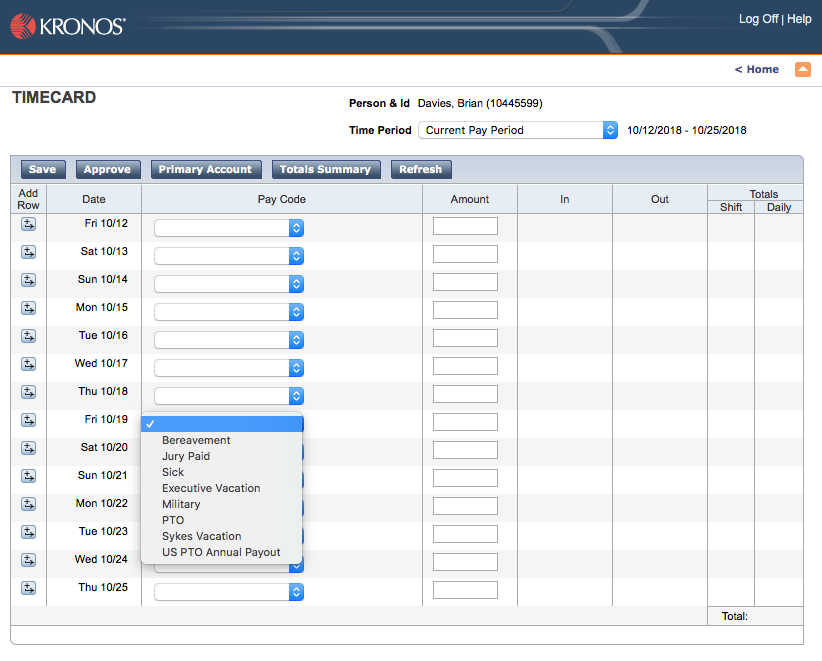 KRONOS®
Log Off | Help
< Home
TIMECARD
Person & Id Davies, Brian (10445599)
Time Period Current Pay Period 10/12/2018 - 10/25/2018
Save Approve Primary Account Totals Summary Refresh
Add Row Date Pay Code Amount In Out Totals
Shift Daily
Fri 10/12
Sat 10/13
Sun 10/14
Mon 10/15
Tue 10/16
Wed 10/17
Thu 10/18
Fri 10/19
✓
Bereavement
Jury Paid
Sick
Executive Vacation
Military
PTO
Sykes Vacation
US PTO Annual Payout
Sat 10/20
Sun 10/21
Mon 10/22
Tue 10/23
Wed 10/24
Thu 10/25
Total: